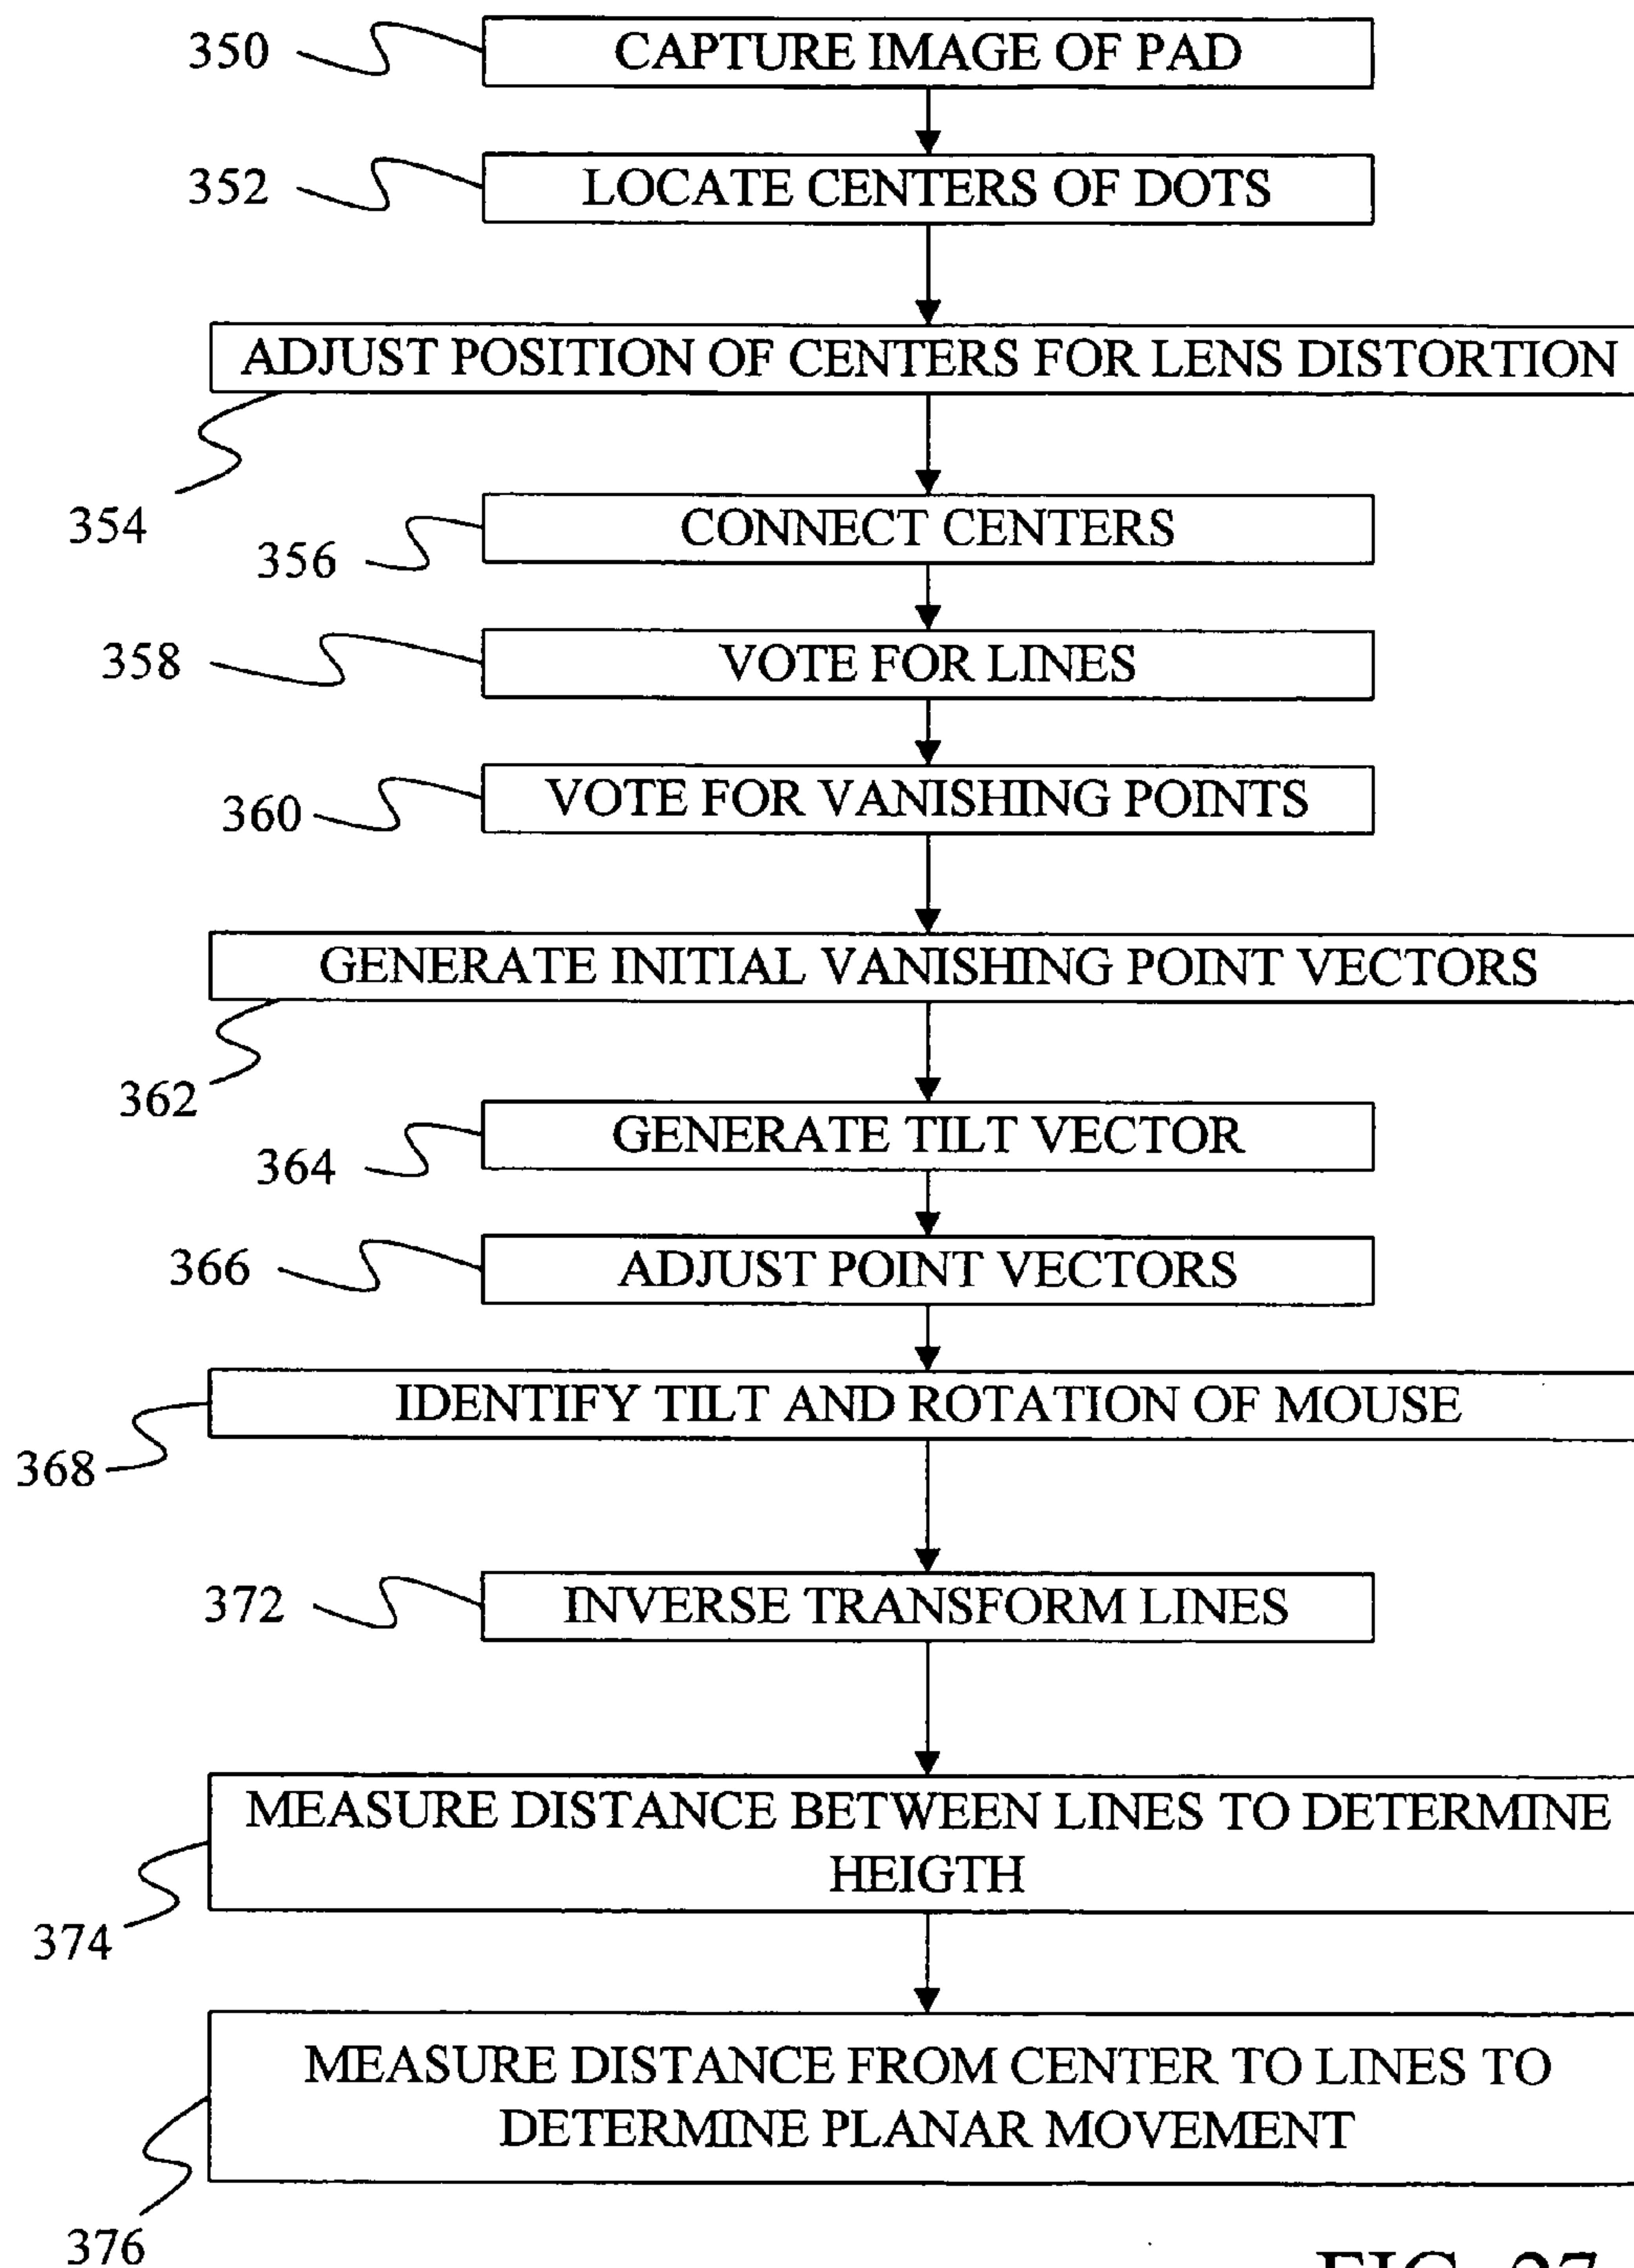 350
CAPTURE IMAGE OF PAD
352
LOCATE CENTERS OF DOTS
ADJUST POSITION OF CENTERS FOR LENS DISTORTION
354
CONNECT CENTERS
356
358
VOTE FOR LINES
360
VOTE FOR VANISHING POINTS
GENERATE INITIAL VANISHING POINT VECTORS
362
GENERATE TILT VECTOR
364
366
ADJUST POINT VECTORS
IDENTIFY TILT AND ROTATION OF MOUSE
368
372
INVERSE TRANSFORM LINES
MEASURE DISTANCE BETWEEN LINES TO DETERMINE
HEIGTH
374
MEASURE DISTANCE FROM CENTER TO LINES TO
DETERMINE PLANAR MOVEMENT
376
FIG. 27